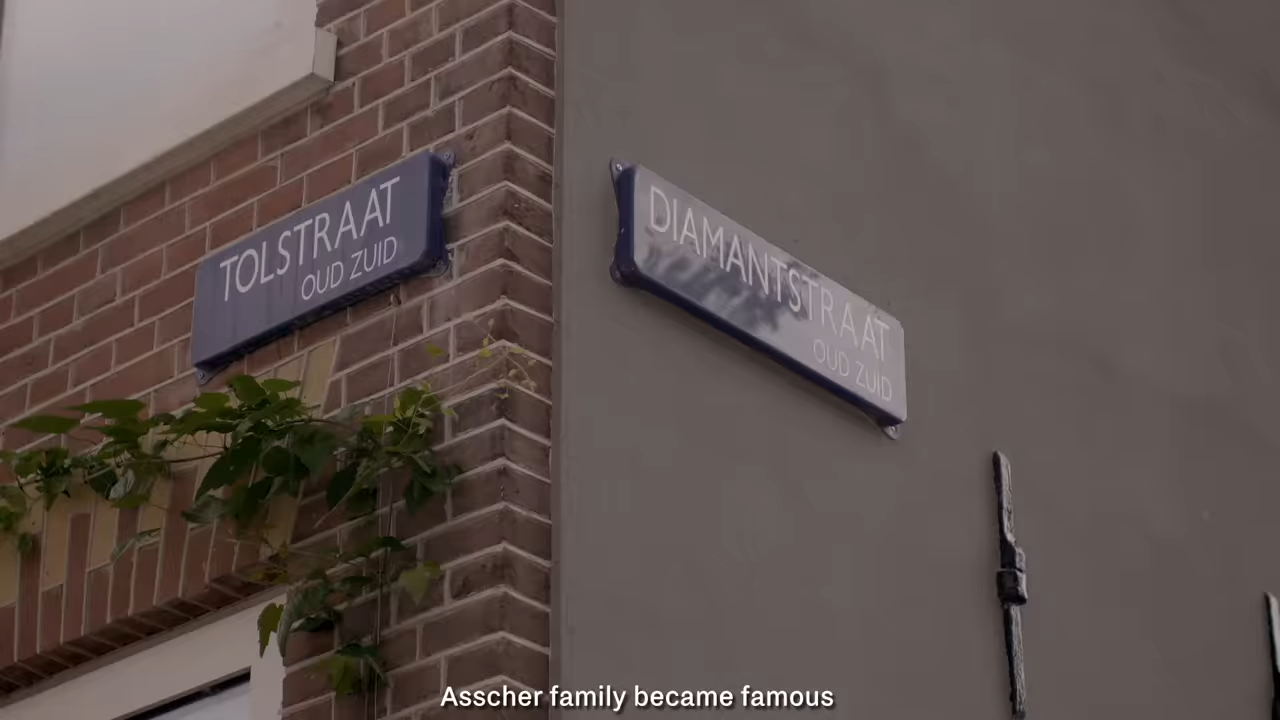 TOLSTRAAT
OUD ZUID
DIAMANTSTRAAT
OUD ZUID
Asscher family became famous